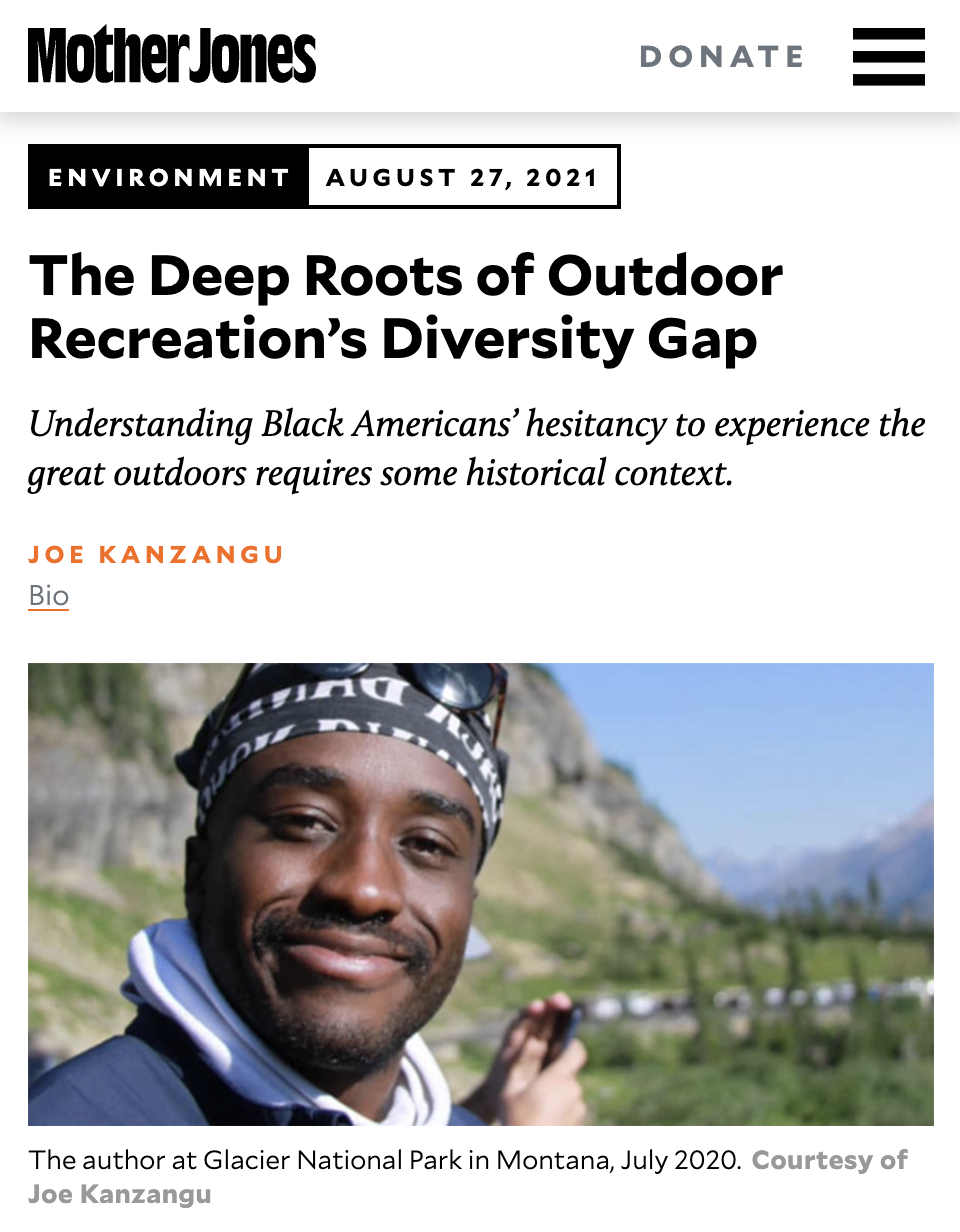 Mother Jones
DONATE
ENVIRONMENT
AUGUST 27, 2021
The Deep Roots of Outdoor
Recreation’s Diversity Gap
Understanding Black Americans’ hesitancy to experience the
great outdoors requires some historical context.
JOE KANZANGU
Bio
The author at Glacier National Park in Montana, July 2020. Courtesy of
Joe Kanzangu